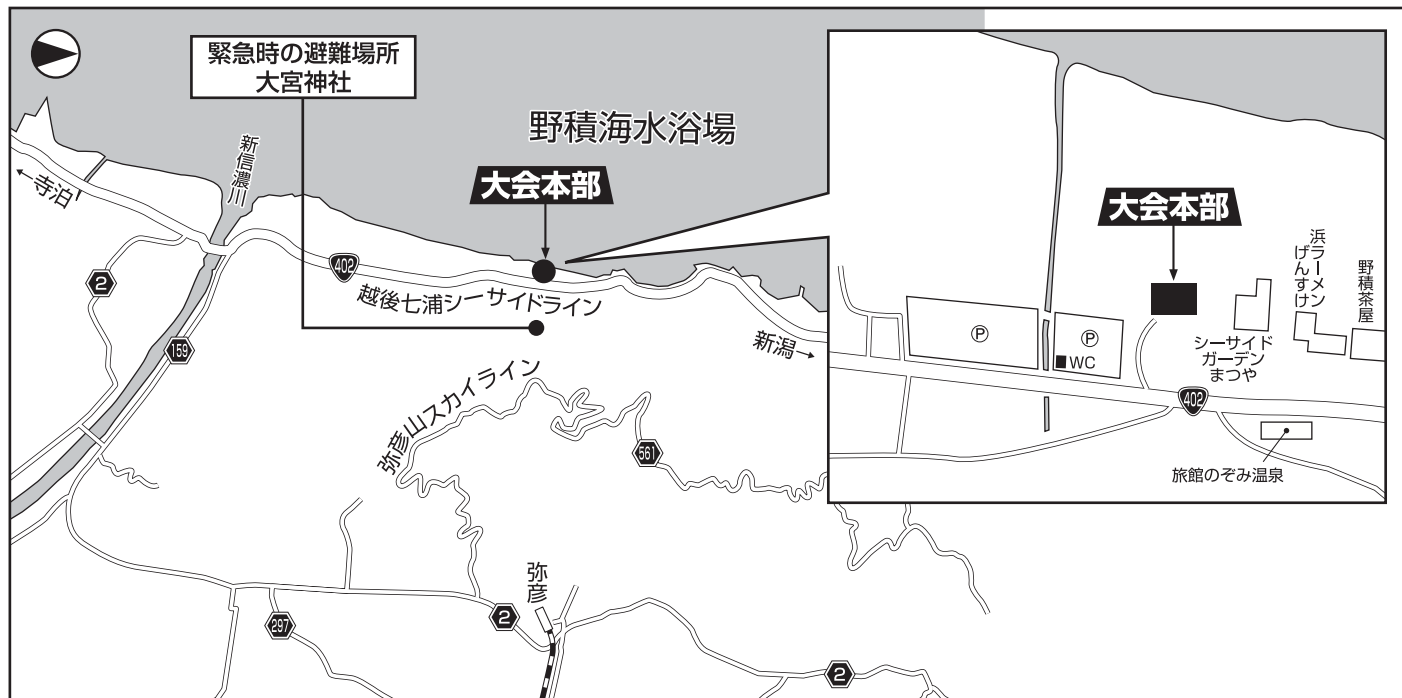 緊急時の避難場所
大宮神社
野積海水浴場
大会本部
新信濃川
←寺泊
402
越後七浦シーサイドライン
新潟→
2
159
弥彦山スカイライン
561
弥彦
297
2
2
大会本部
浜ラーメン
げんすけ
野積茶屋
シーサイド
ガーデン
まつや
P
P
WC
402
旅館のぞみ温泉